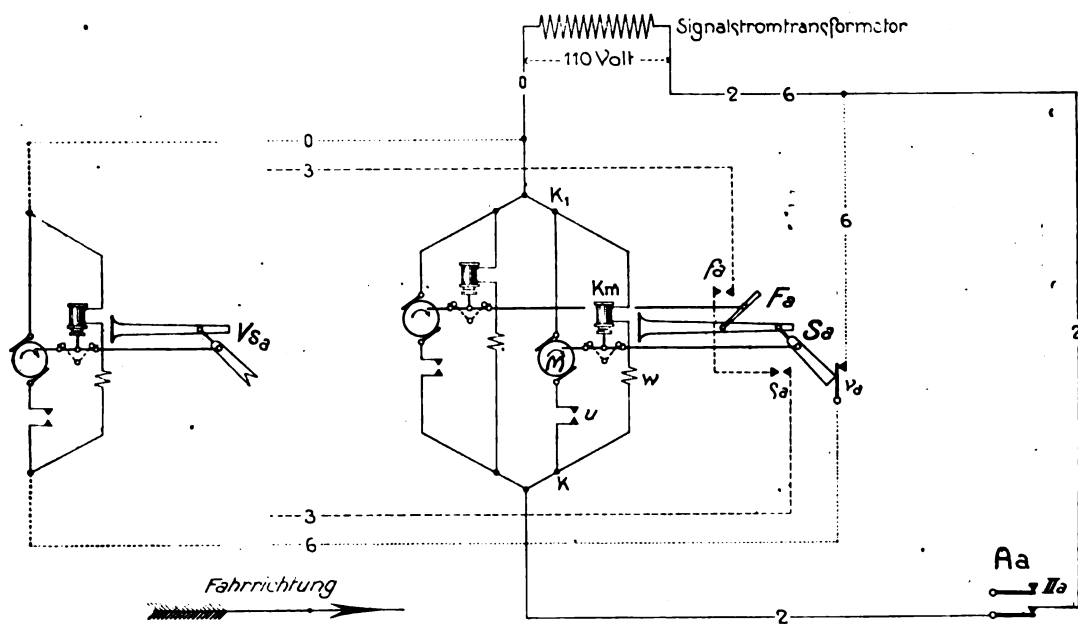 Signalstromtransformator
110 Volt
0
2 6
0
3
K1
6
fa
Km
Fa
VSa
Sa
2
M
w
Sa
va
u
K
3
6
Aa
IIa
Fahrrichtung
2
2